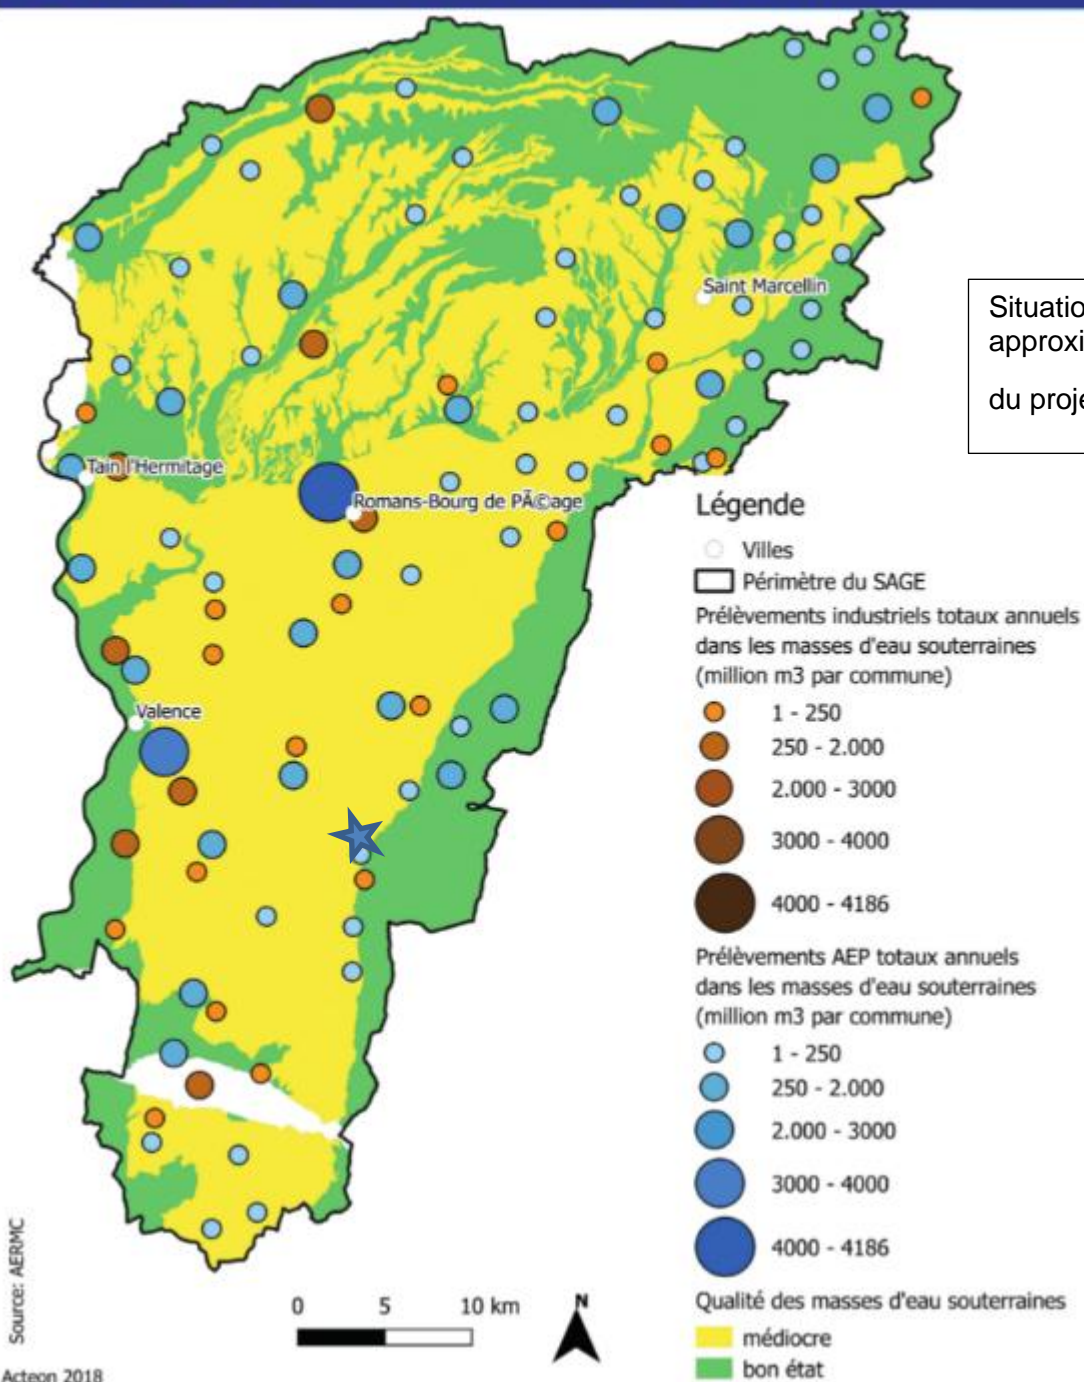 Saint Marcellin
Situation
approxi
du proje
Tain l'Hermitage
Romans-Bourg de PÃ©age
Valence
Légende
Villes
Périmètre du SAGE
Prélèvements industriels totaux annuels
dans les masses d'eau souterraines
(million m3 par commune)
1 - 250
250 - 2.000
2.000 - 3000
3000 - 4000
4000 - 4186
Prélèvements AEP totaux annuels
dans les masses d'eau souterraines
(million m3 par commune)
1 - 250
250 - 2.000
2.000 - 3000
3000 - 4000
4000 - 4186
Qualité des masses d'eau souterraines
médiocre
bon état
0 5 10 km
N
Source: AERMC
Acteon 2018